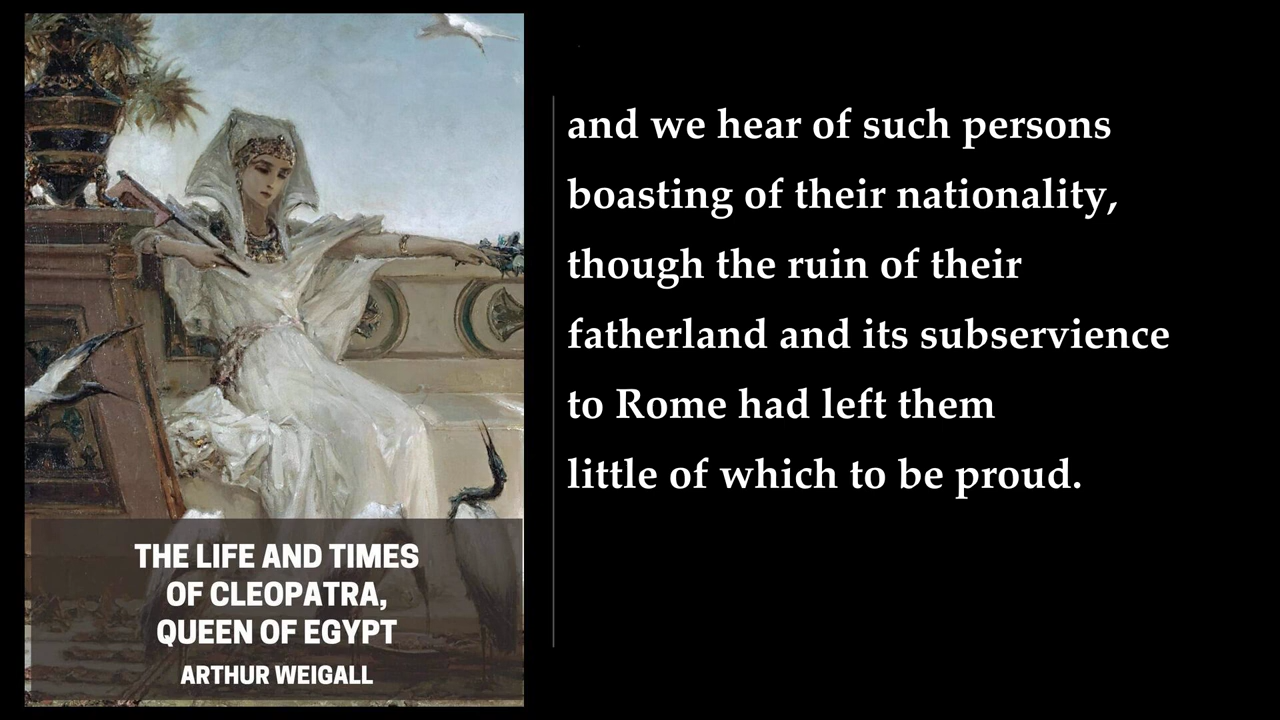 and we hear of such persons
boasting of their nationality,
though the ruin of their
fatherland and its subservience
to Rome had left them
little of which to be proud.
THE LIFE AND TIMES
OF CLEOPATRA,
QUEEN OF EGYPT
ARTHUR WEIGALL